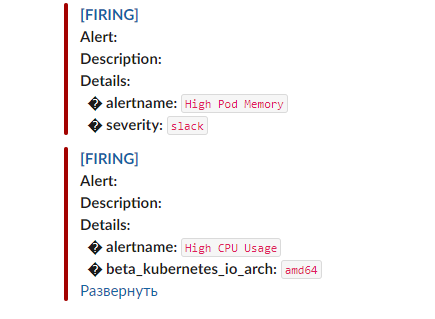 [FIRING]
Alert:
Description:
Details:
� alertname: High Pod Memory
� severity: slack
[FIRING]
Alert:
Description:
Details:
� alertname: High CPU Usage
� beta_kubernetes_io_arch: amd64
Развернуть